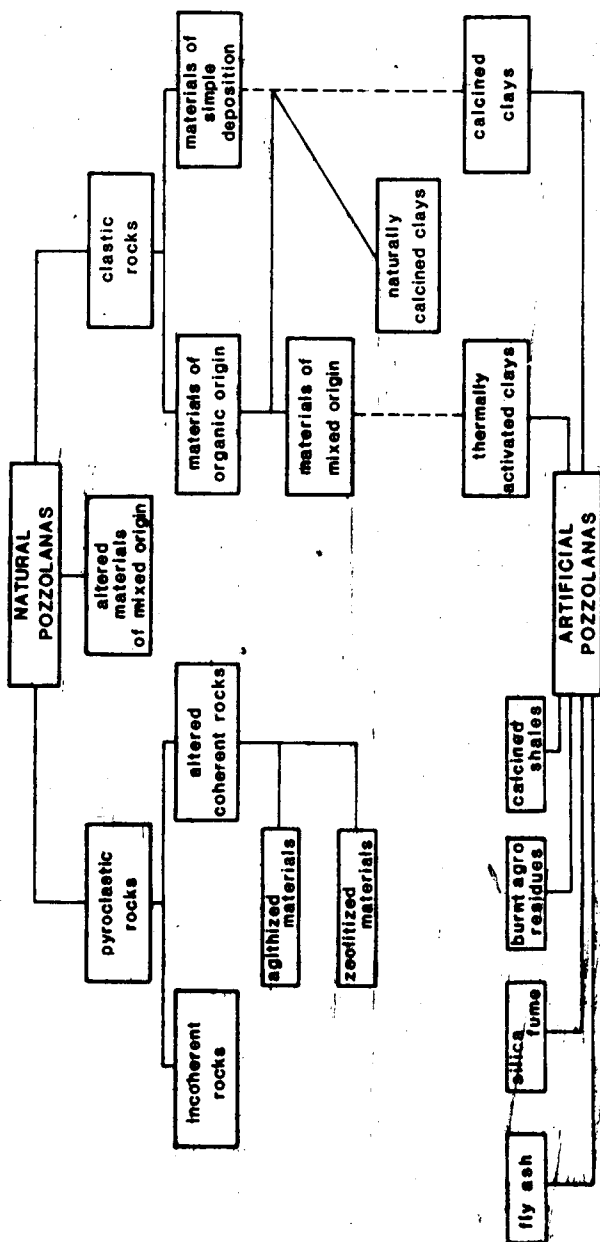 NATURAL
POZZOLANAS
pyroclastic
rocks
altered
materials
of mixed origin
clastic
rocks
incoherent
rocks
altered
coherent rocks
materials of
organic origin
materials of
simple
deposition
aglthized
materials
zeolitized
materials
materials of
mixed origin
naturally
calcined clays
thermally
activated clays
calcined
clays
fly ash
silica
fume
burnt agro
residues
calcined
shales
ARTIFICIAL
POZZOLANAS